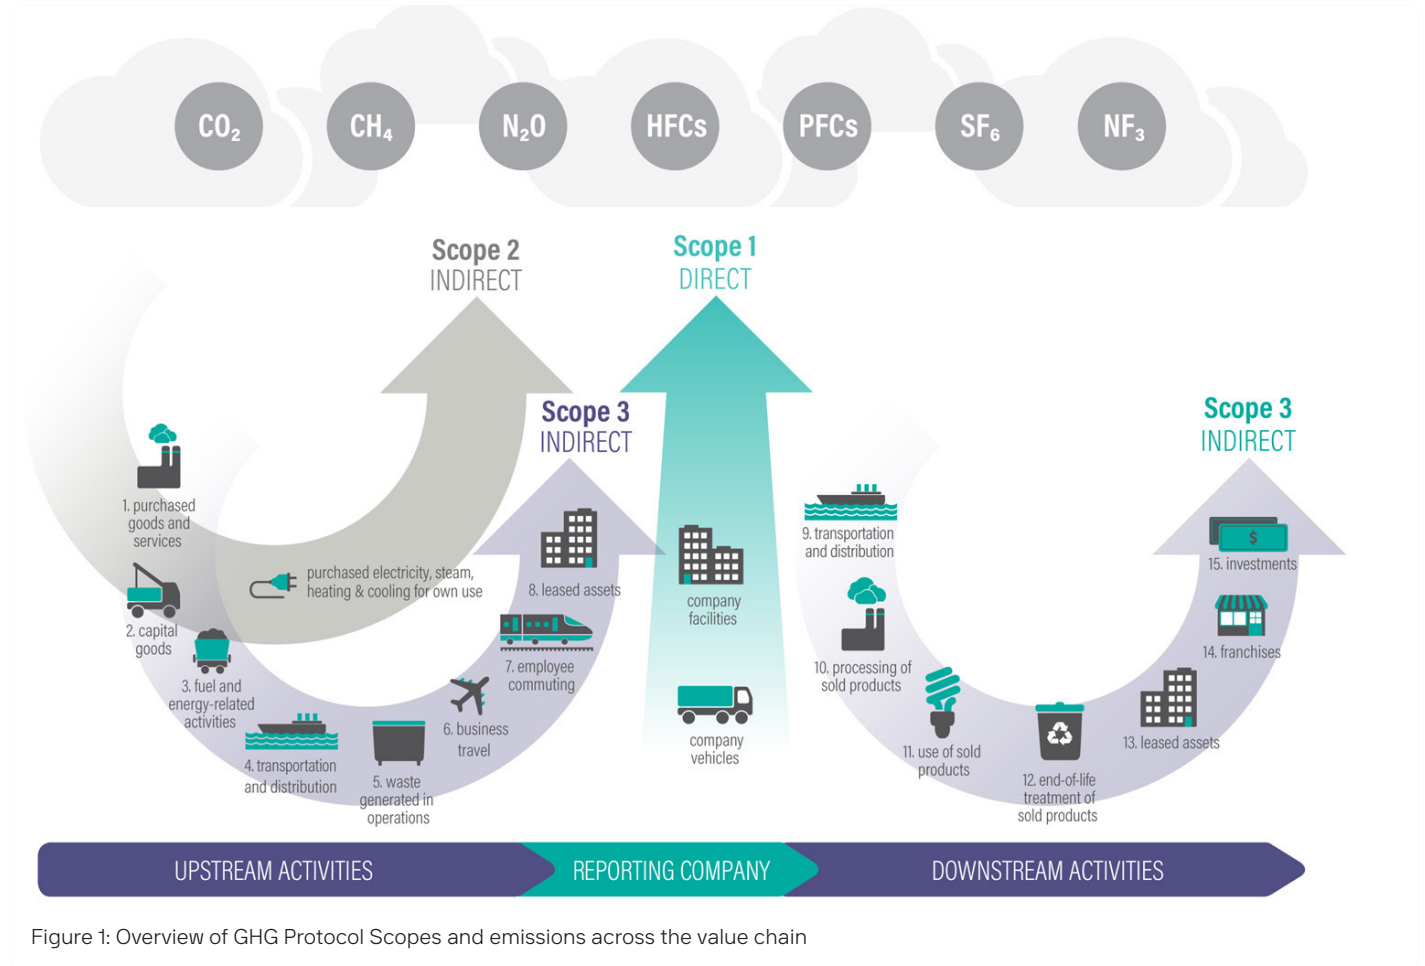 CO₂
CH₄
N₂O
HFCs
PFCs
SF₆
NF₃
Scope 2
INDIRECT
Scope 1
DIRECT
Scope 3
INDIRECT
Scope 3
INDIRECT
1. purchased
goods and
services
2. capital
goods
3. fuel and
energy-related
activities
purchased electricity, steam,
heating & cooling for own use
4. transportation
and distribution
5. waste
generated in
operations
6. business
travel
7. employee
commuting
8. leased assets
company
facilities
company
vehicles
9. transportation
and distribution
10. processing of
sold products
11. use of sold
products
12. end-of-life
treatment of
sold products
13. leased assets
14. franchises
$
15. investments
UPSTREAM ACTIVITIES
REPORTING COMPANY
DOWNSTREAM ACTIVITIES
Figure 1: Overview of GHG Protocol Scopes and emissions across the value chain